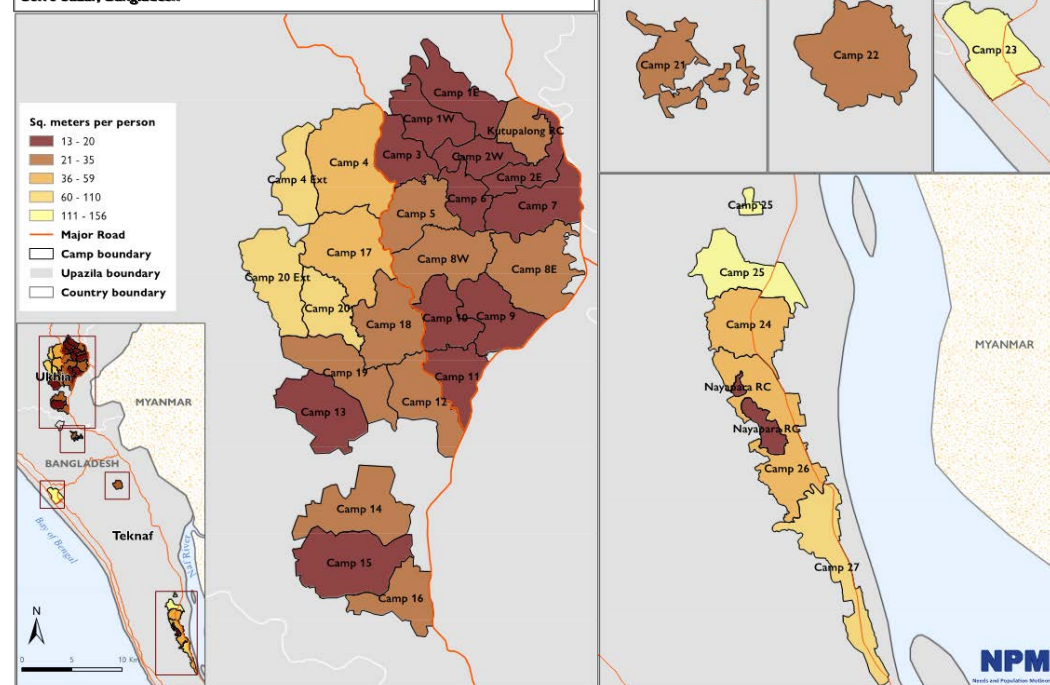 Sq. meters per person
13 - 20
21 - 35
36 - 59
60 - 110
111 - 156
Major Road
Camp boundary
Upazila boundary
Country boundary
Camp 1E
Camp 1W
Kutupalong RC
Camp 3
Camp 2W
Camp 4
Camp 4 Ext
Camp 2E
Camp 6
Camp 7
Camp 5
Camp 17
Camp 8W
Camp 8E
Camp 20 Ext
Camp 20
Camp 18
Camp 10
Camp 9
Camp 19
Camp 11
Camp 12
Camp 13
Camp 14
Camp 15
Camp 16
Camp 21
Camp 22
Camp 23
Camp 25
Camp 25
Camp 24
Nayapara RC
Nayapara RC
Camp 26
Camp 27
MYANMAR
Ukhia
MYANMAR
BANGLADESH
Teknaf
Bay of Bengal
Naf River
N
0 5 10 Km
NPM
Needs and Population Monitoring